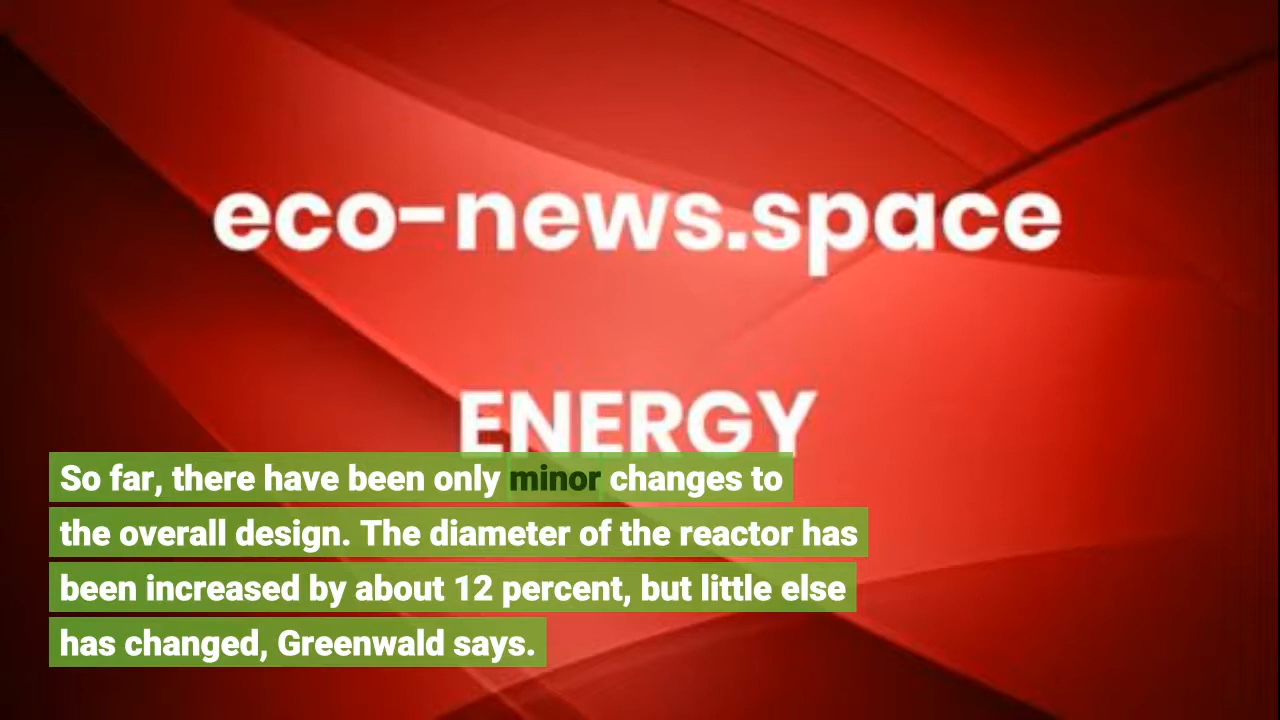 eco-news.space
ENERGY
So far, there have been only minor changes to
the overall design. The diameter of the reactor has
been increased by about 12 percent, but little else
has changed, Greenwald says.